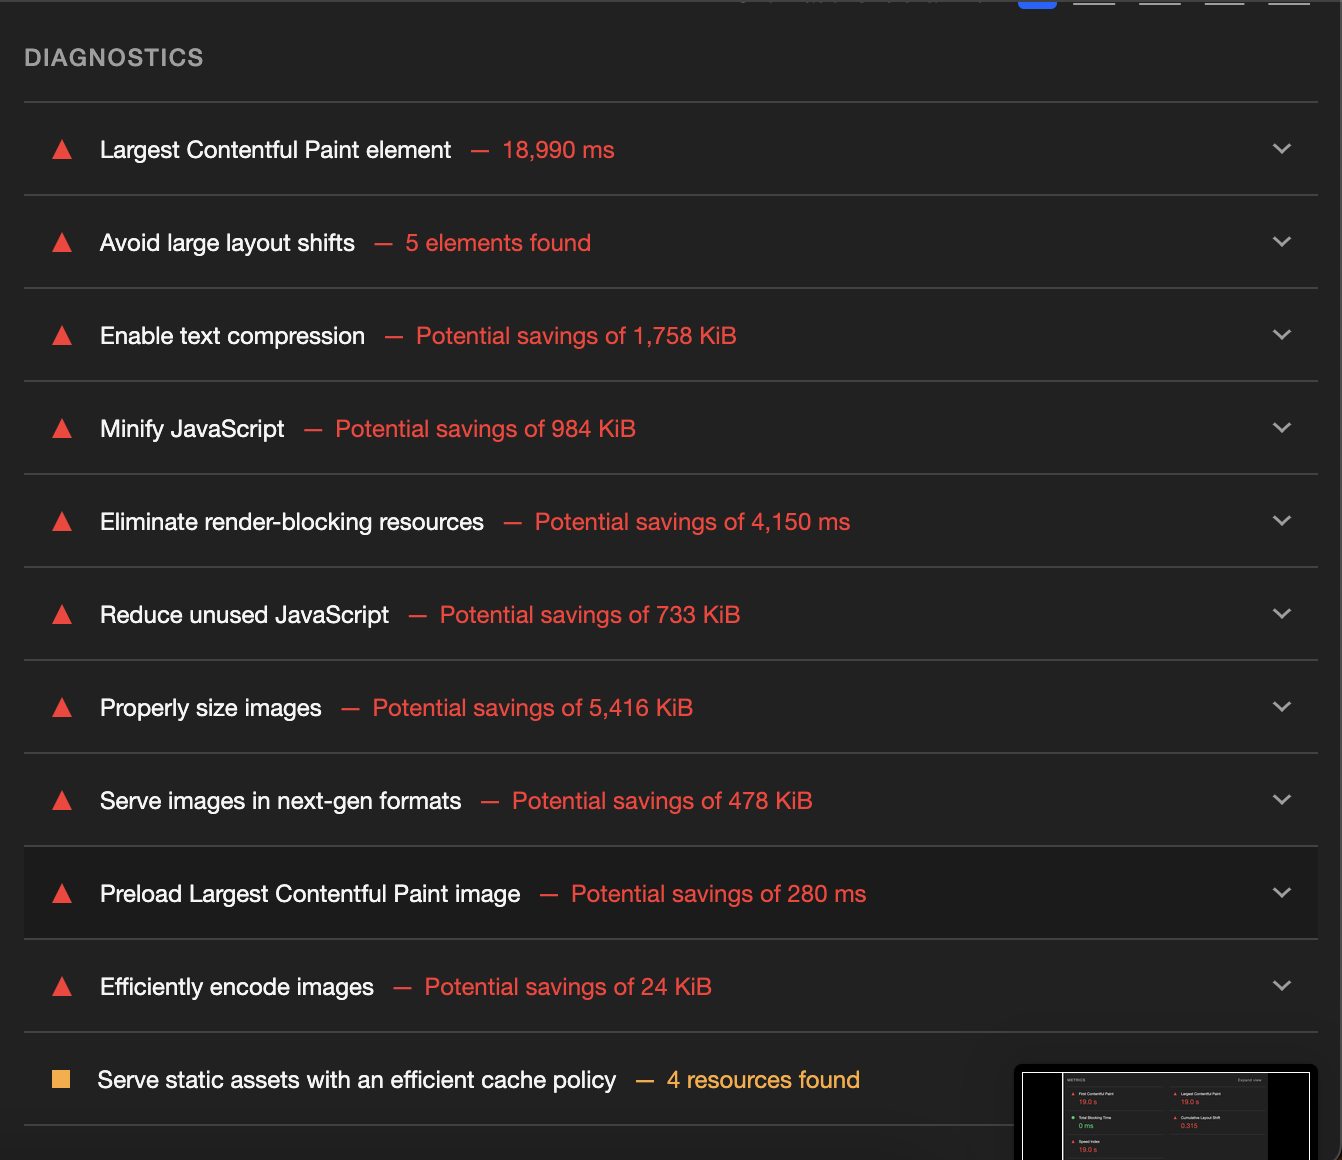 DIAGNOSTICS
Largest Contentful Paint element — 18,990 ms
Avoid large layout shifts — 5 elements found
Enable text compression — Potential savings of 1,758 KiB
Minify JavaScript — Potential savings of 984 KiB
Eliminate render-blocking resources — Potential savings of 4,150 ms
Reduce unused JavaScript — Potential savings of 733 KiB
Properly size images — Potential savings of 5,416 KiB
Serve images in next-gen formats — Potential savings of 478 KiB
Preload Largest Contentful Paint image — Potential savings of 280 ms
Efficiently encode images — Potential savings of 24 KiB
Serve static assets with an efficient cache policy — 4 resources found
METRICS
Expand view
First Contentful Paint
19.0 s
Largest Contentful Paint
19.0 s
Total Blocking Time
0 ms
Cumulative Layout Shift
0.315
Speed Index
19.0 s